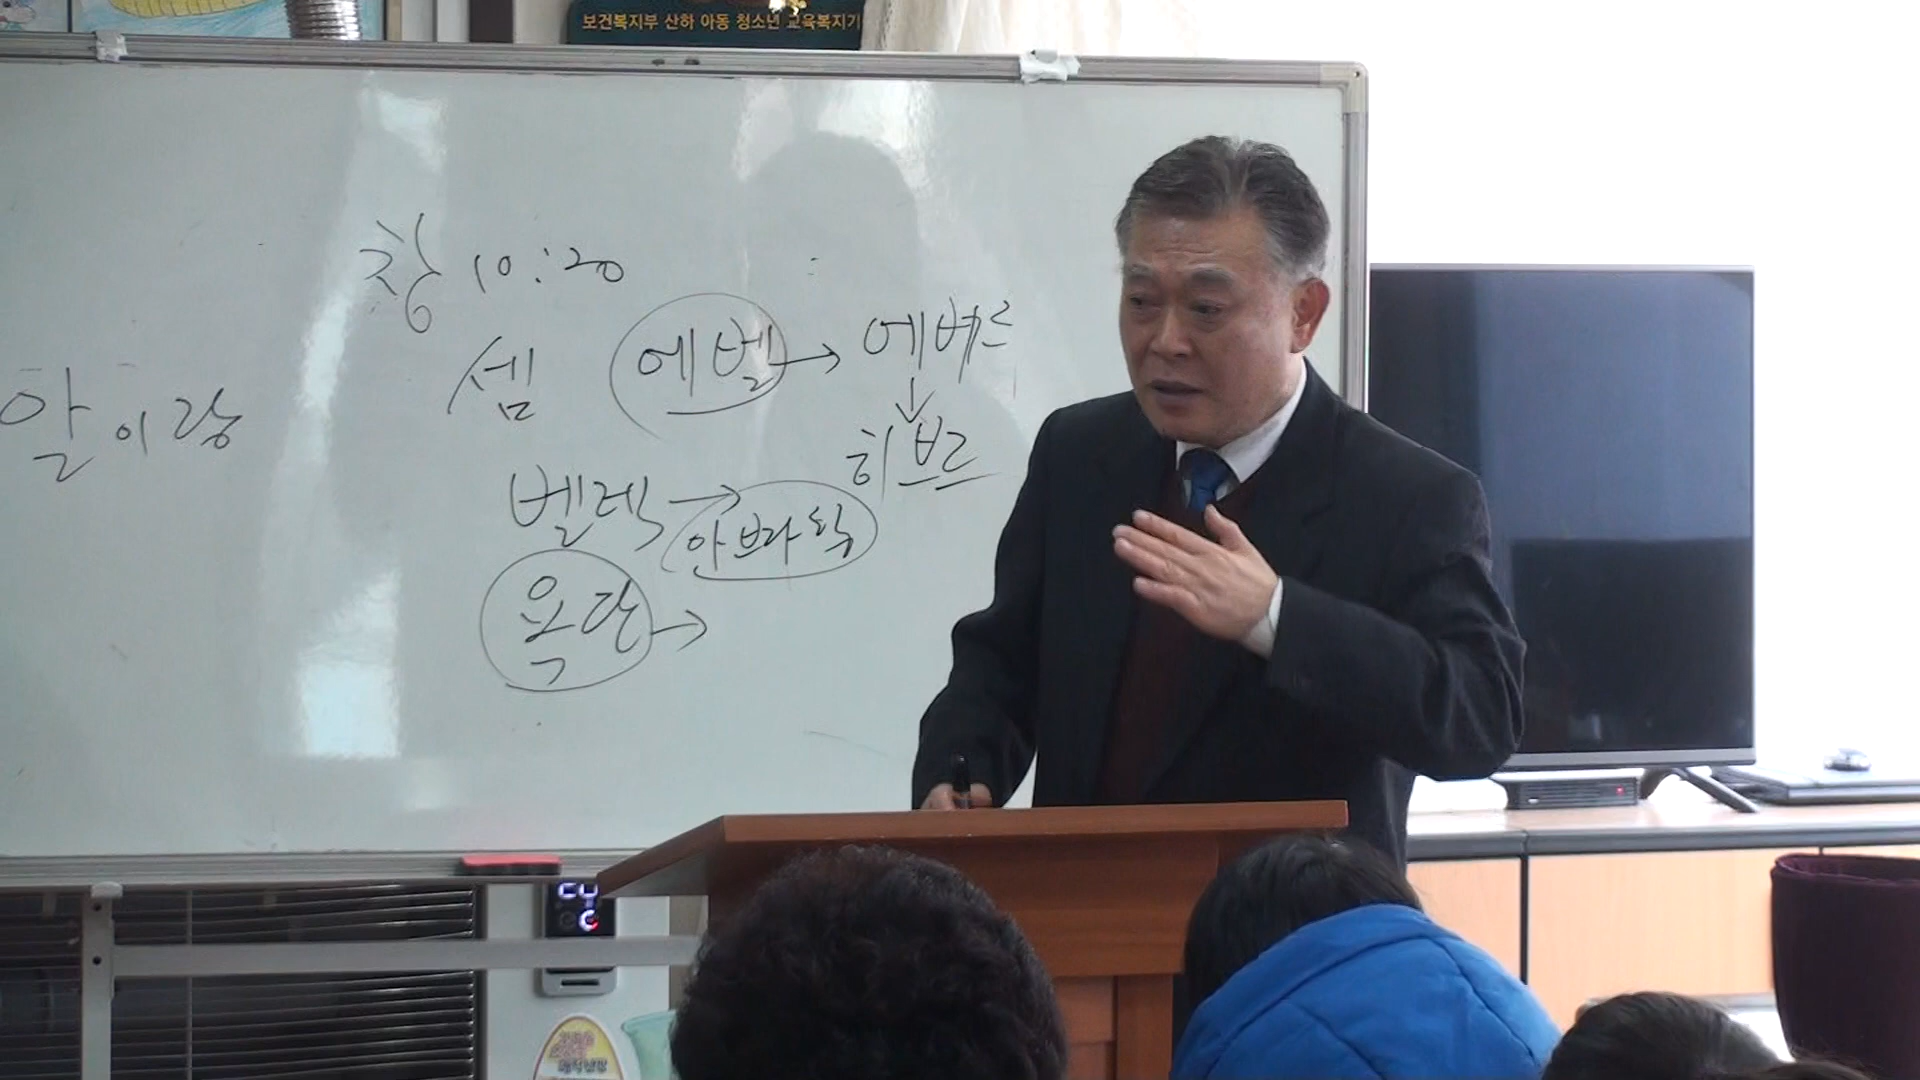 보건복지부 산하 아동 청소년 교육복지기
창 10:20
셈 에벨 → 에베르
↓
알이랑
히브르
벨렉 → 아브라함
욕단 →